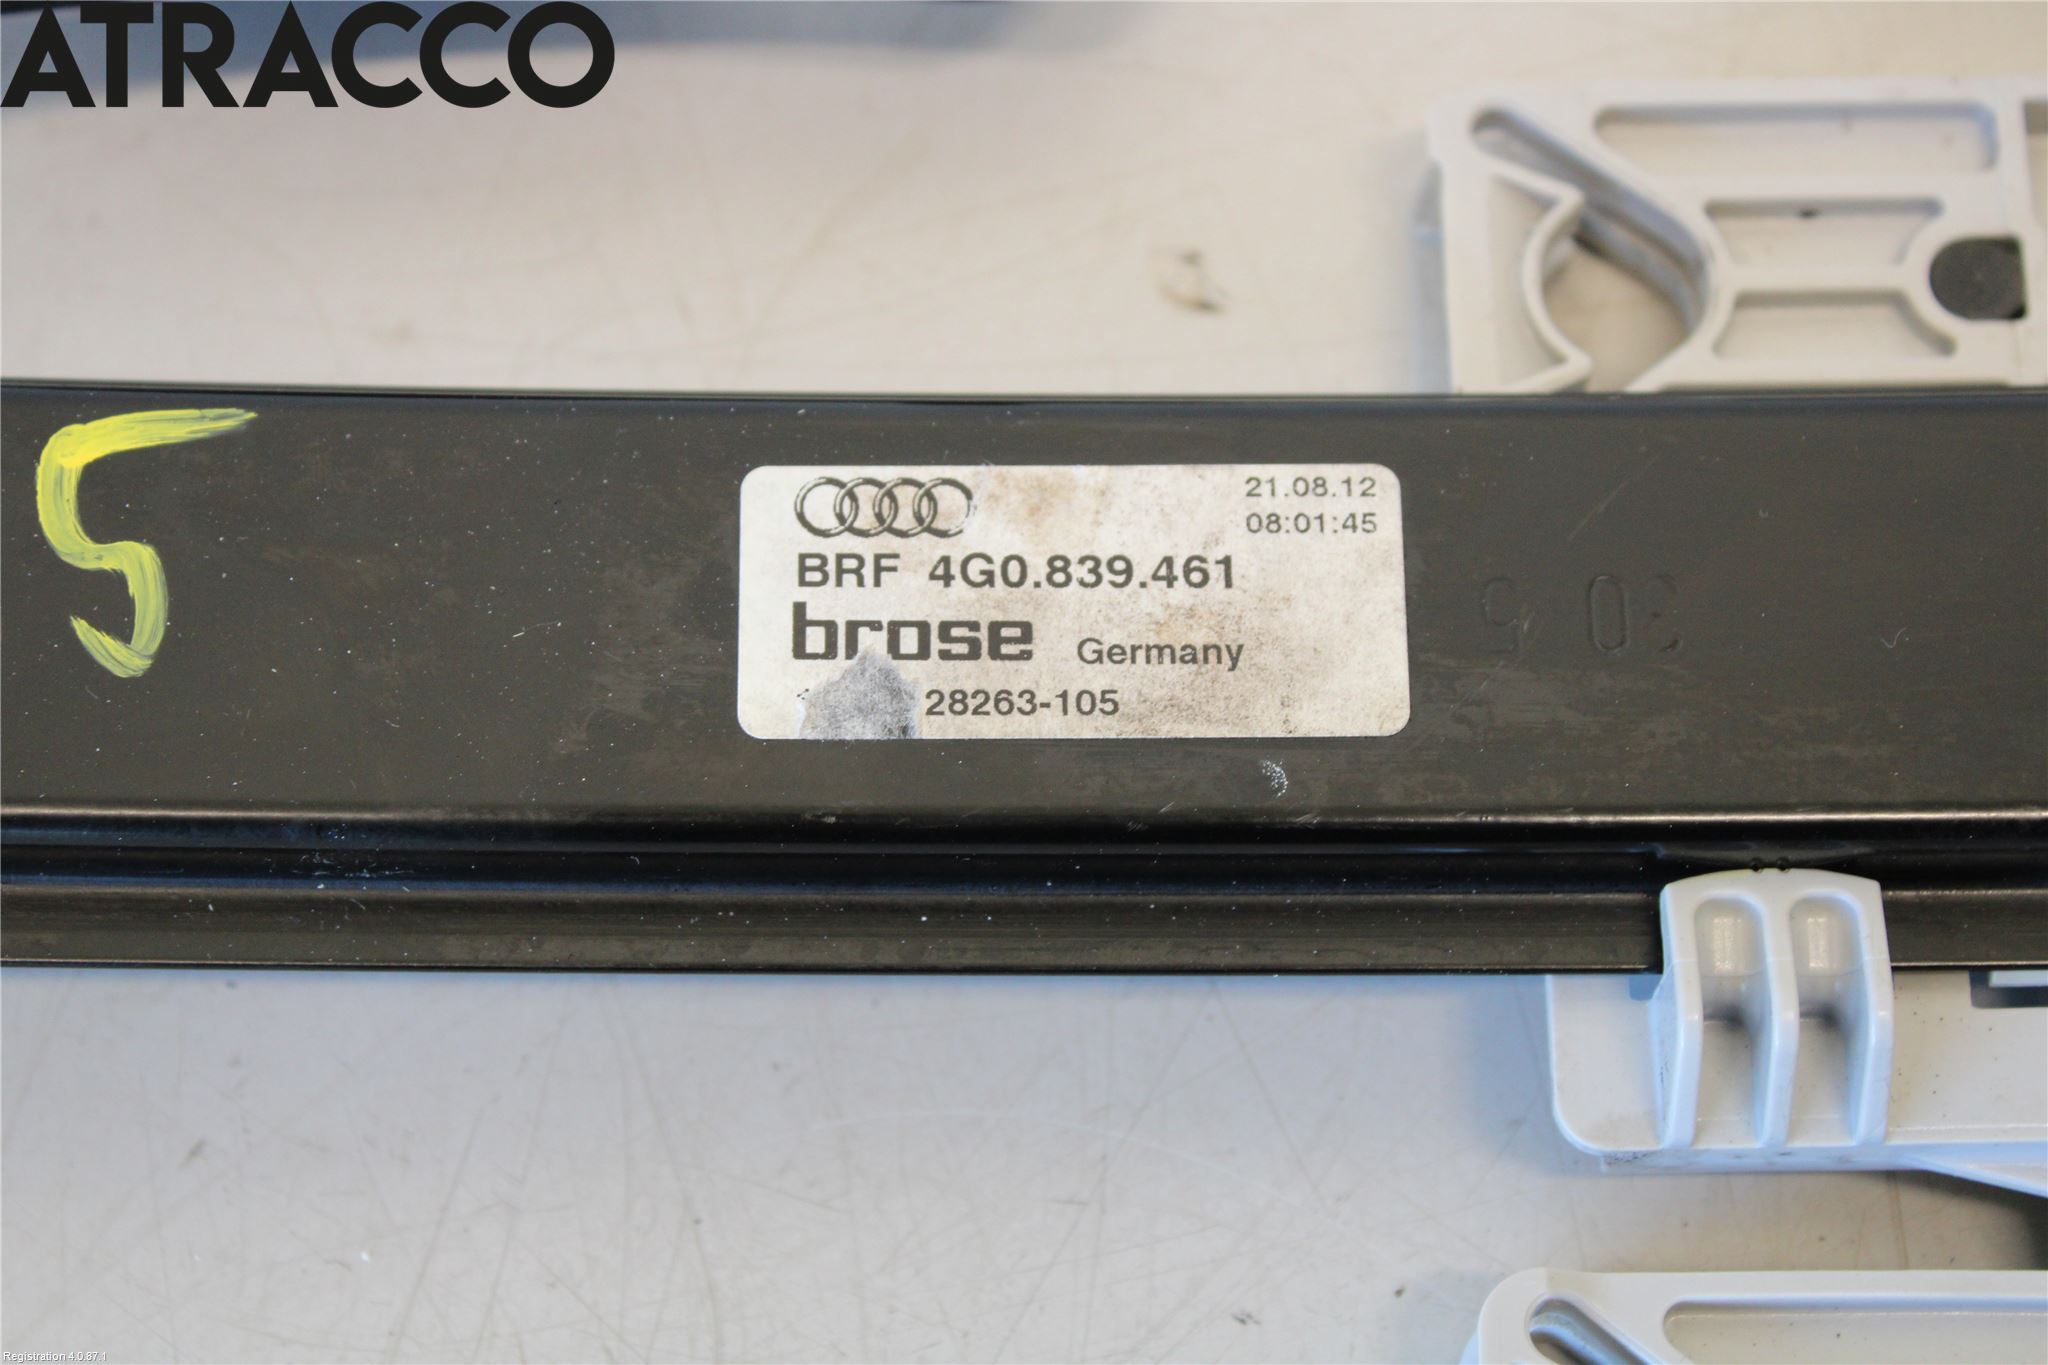 ATRACCO
5
21.08.12
08:01:45
BRF 4G0.839.461
brose Germany
28263-105
Registration 4.0.87.1